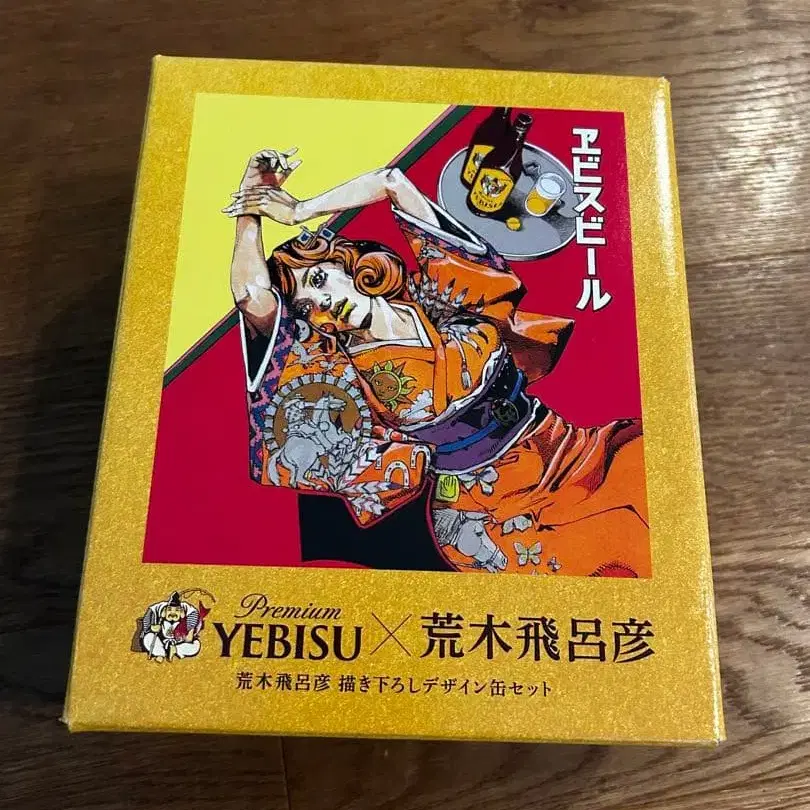 ヱビスビール
YEBISU
Premium
YEBISU×荒木飛呂彦
荒木飛呂彦 描き下ろしデザイン缶セット